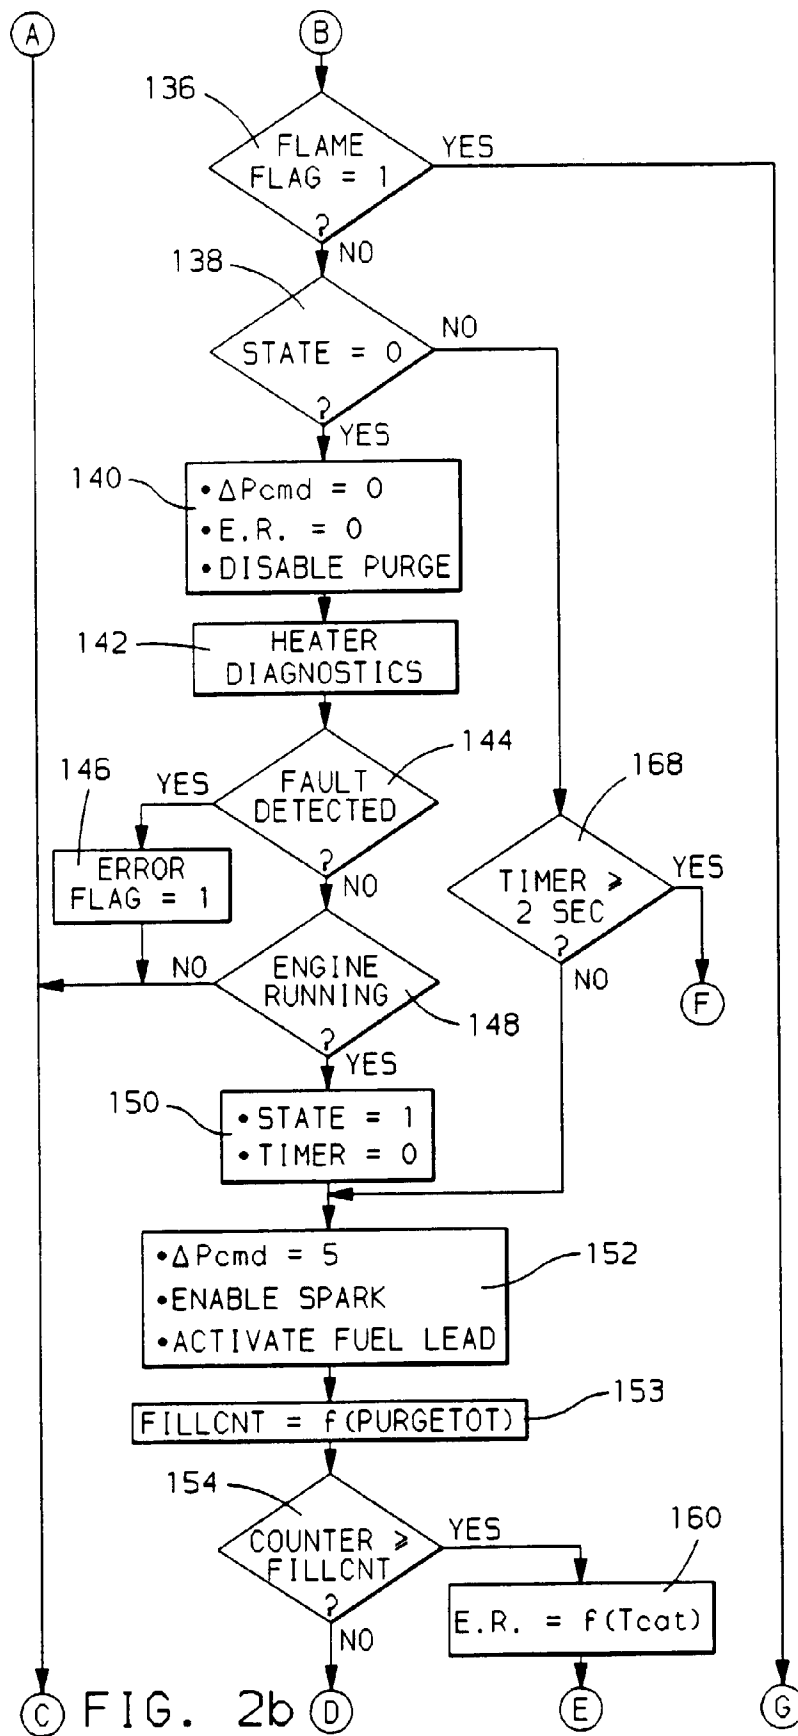 A
B
136
FLAME
FLAG = 1
?
YES
NO
138
STATE = 0
?
NO
YES
140
•ΔPcmd = 0
•E.R. = 0
•DISABLE PURGE
142
HEATER
DIAGNOSTICS
144
146
YES
FAULT
DETECTED
?
NO
168
ERROR
FLAG = 1
TIMER ≥
2 SEC
?
YES
NO
F
NO
ENGINE
RUNNING
?
148
YES
150
•STATE = 1
•TIMER = 0
•ΔPcmd = 5
•ENABLE SPARK
•ACTIVATE FUEL LEAD
152
FILLCNT = f(PURGETOT)
153
154
COUNTER ≥
FILLCNT
?
YES
NO
160
E.R. = f(Tcat)
C
FIG. 2b
D
E
G